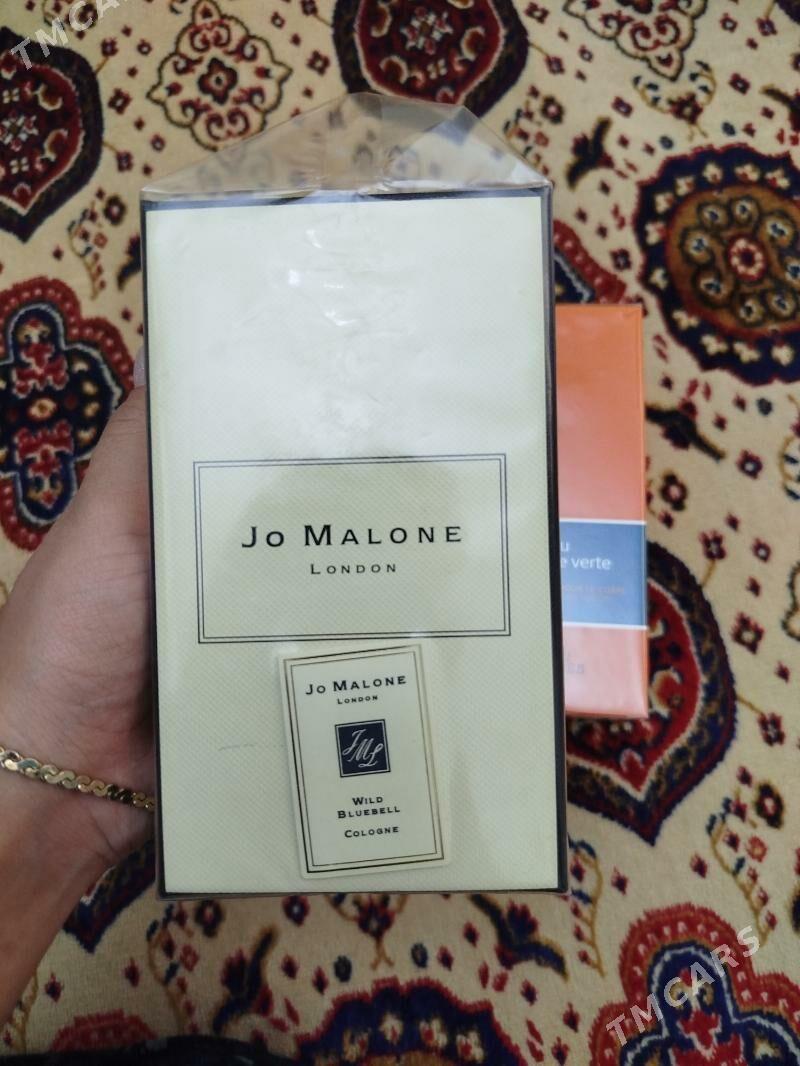 TMCARS
JO MALONE
LONDON
JO MALONE
LONDON
JML
WILD
BLUEBELL
COLOGNE
u
e verte
TMCARS